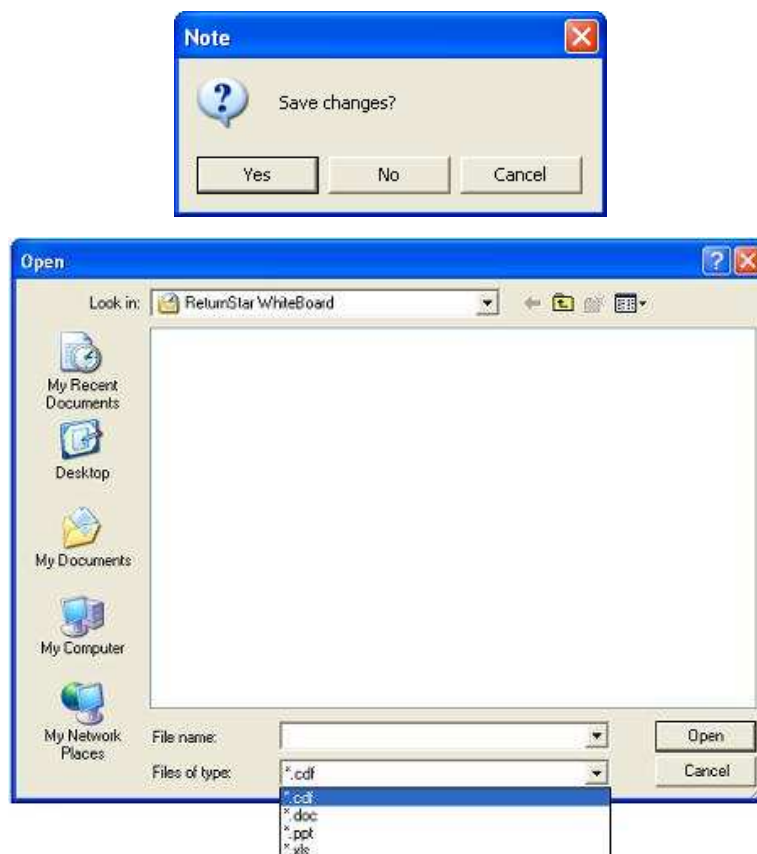 Note
Save changes?
Yes No Cancel
Open
Look in: ReturnStar WhiteBoard
My Recent
Documents
Desktop
My Documents
My Computer
My Network
Places
File name:
Open
Files of type: *.cdf
Cancel
*.cdf
*.doc
*.ppt
*.xls